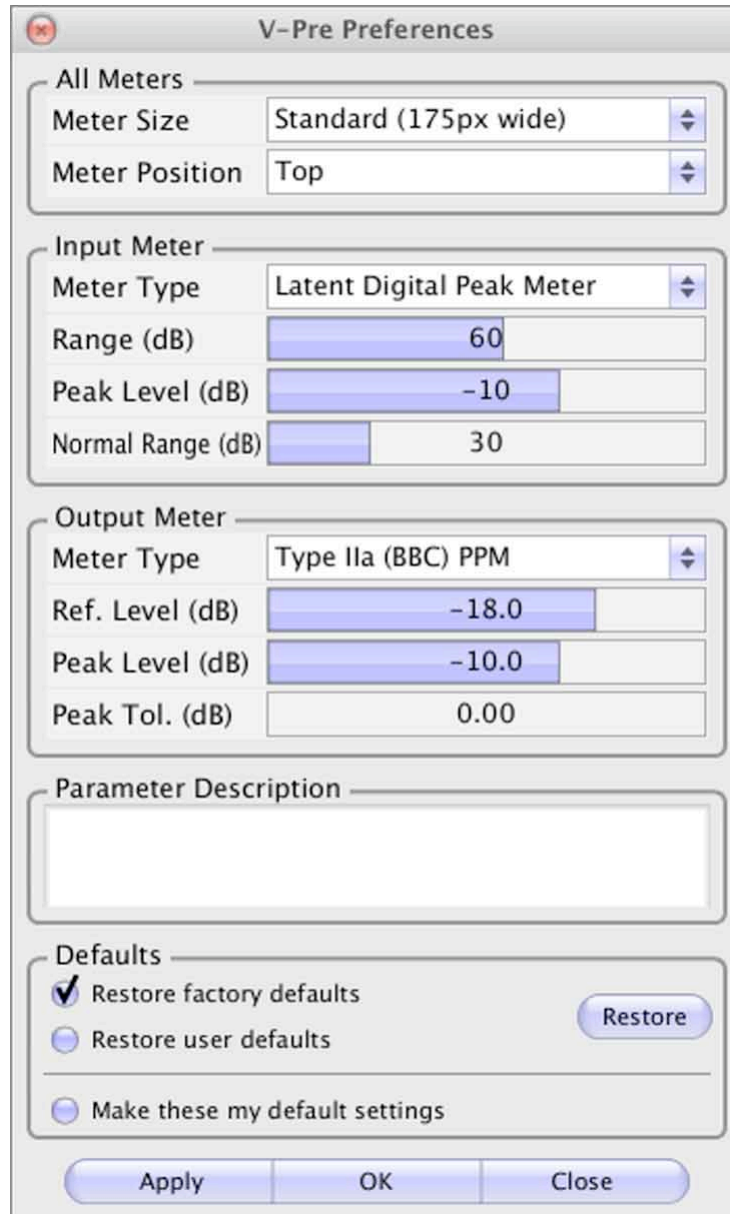 V-Pre Preferences
All Meters
Meter Size Standard (175px wide)
Meter Position Top
Input Meter
Meter Type Latent Digital Peak Meter
Range (dB) 60
Peak Level (dB) -10
Normal Range (dB) 30
Output Meter
Meter Type Type IIa (BBC) PPM
Ref. Level (dB) -18.0
Peak Level (dB) -10.0
Peak Tol. (dB) 0.00
Parameter Description
Defaults
Restore factory defaults
Restore
Restore user defaults
Make these my default settings
Apply OK Close